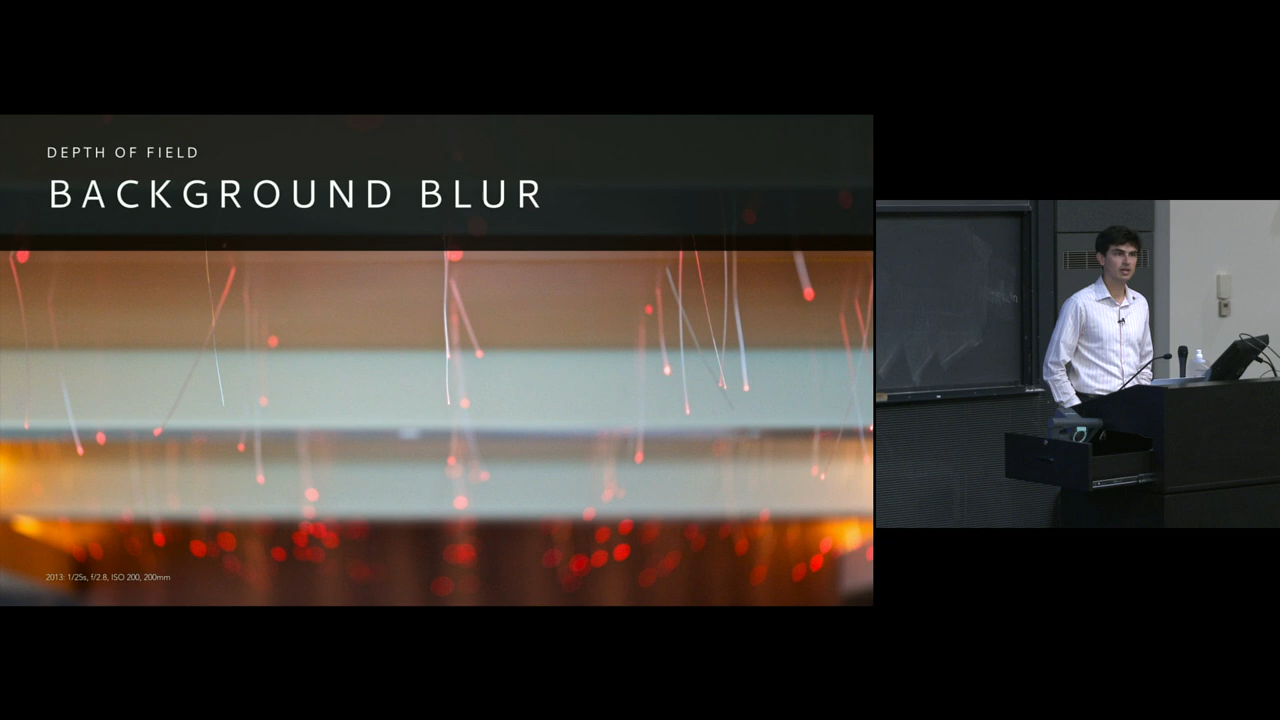 DEPTH OF FIELD
BACKGROUND BLUR
2013: 1/25s, f/2.8, ISO 200, 200mm